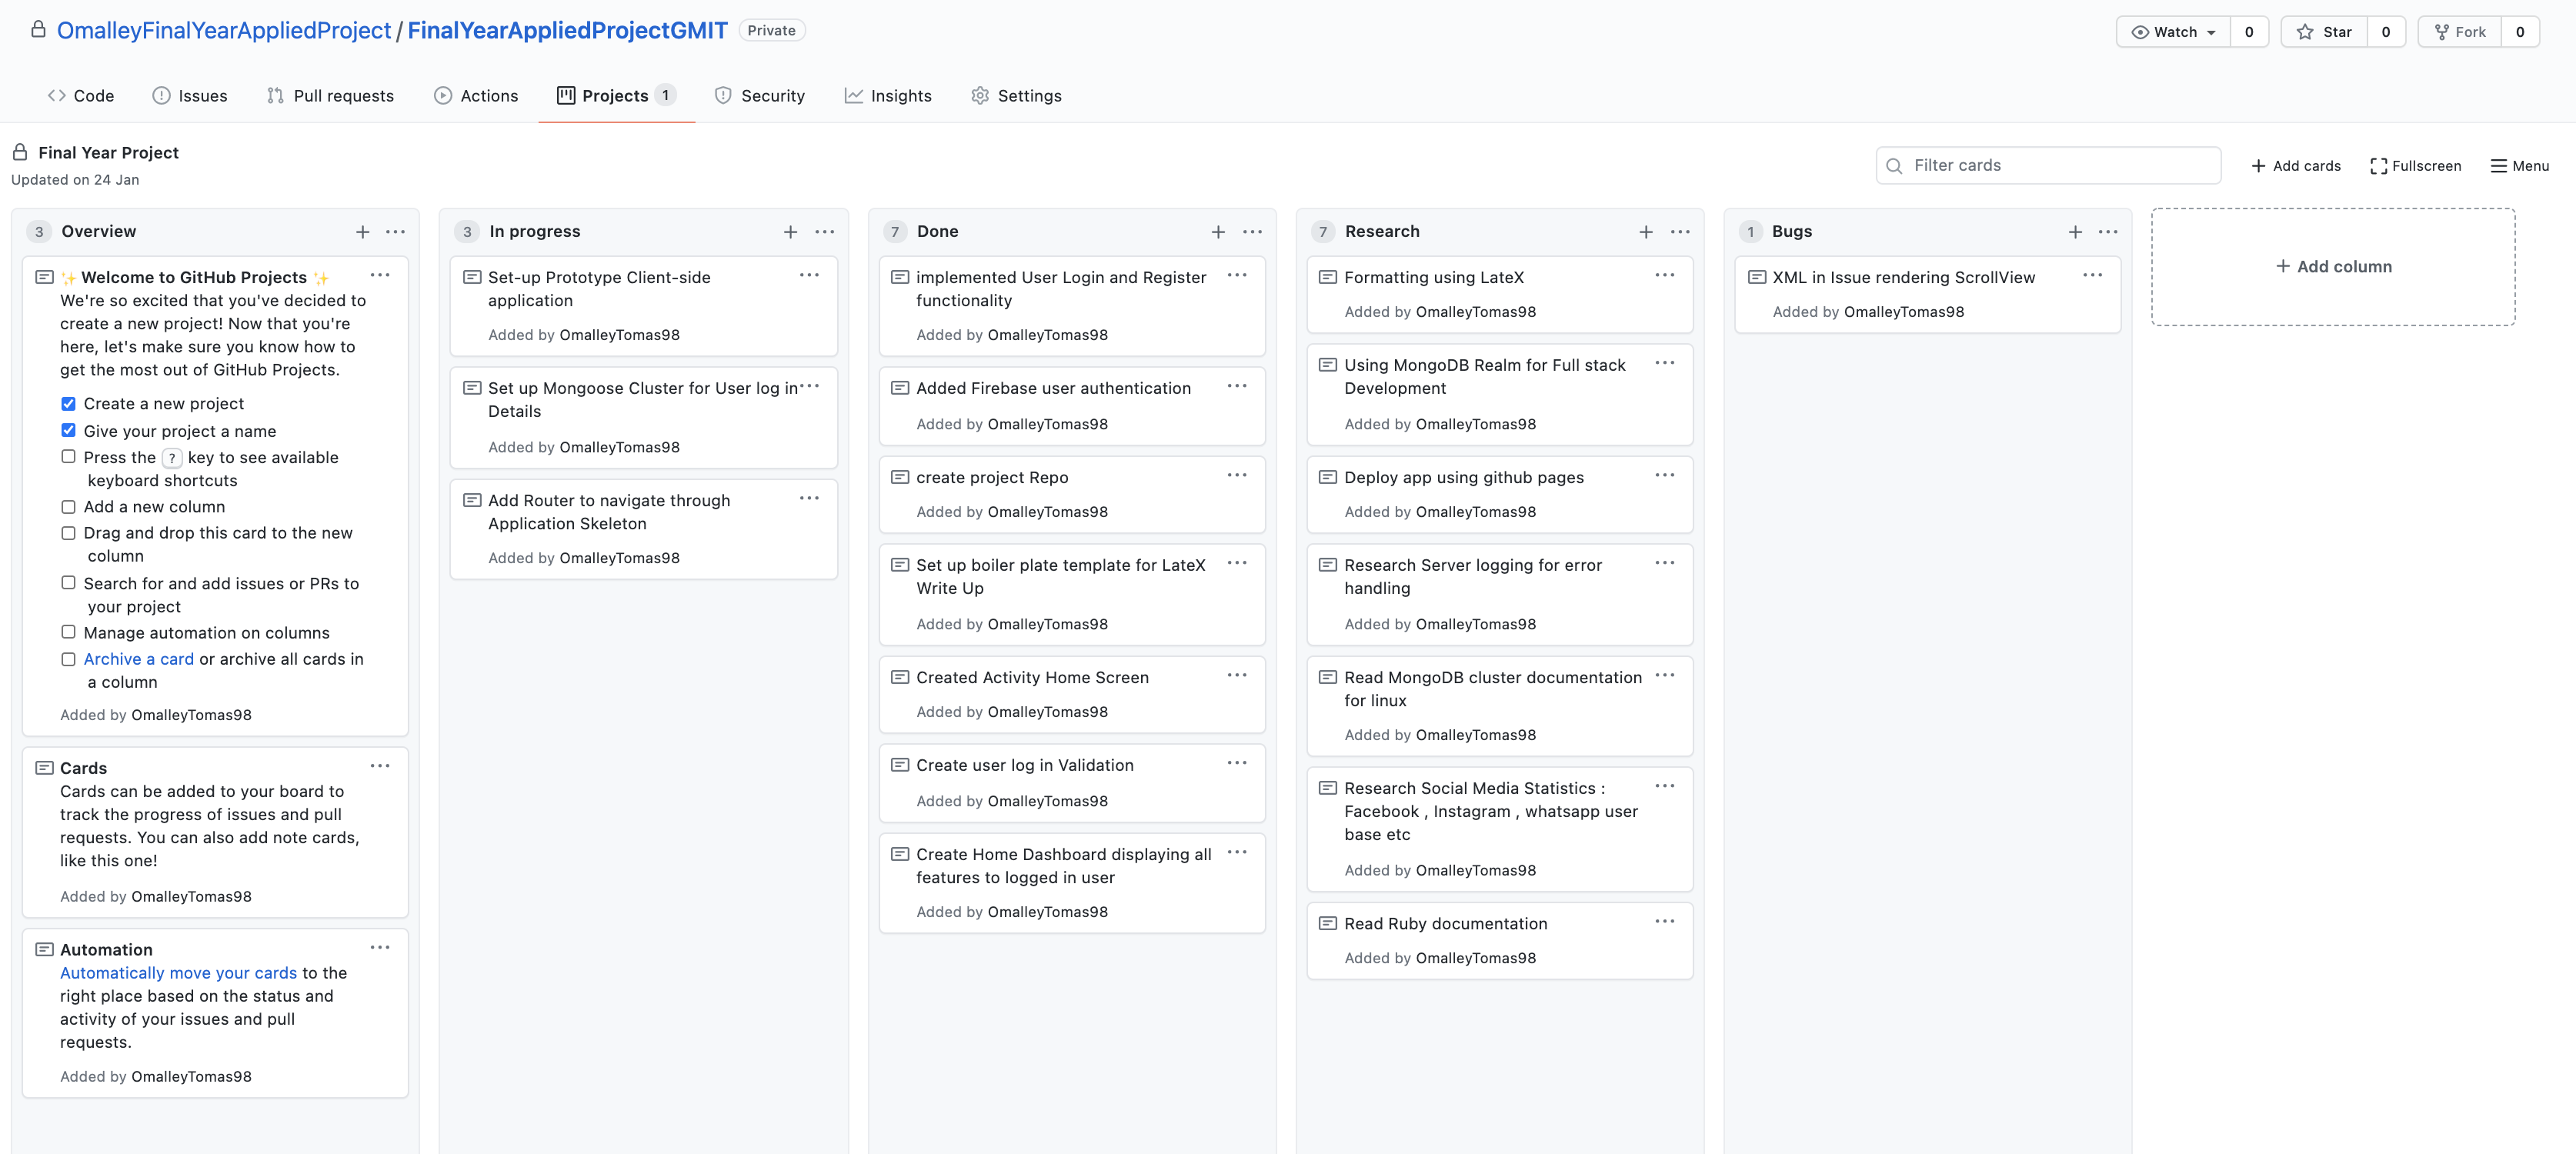 OmalleyFinalYearAppliedProject / FinalYearAppliedProjectGMIT Private
Watch 0 Star 0 Fork 0
Code Issues Pull requests Actions Projects 1 Security Insights Settings
Final Year Project
Updated on 24 Jan
Filter cards
+ Add cards Fullscreen Menu
3 Overview
✨ Welcome to GitHub Projects ✨
We're so excited that you've decided to
create a new project! Now that you're
here, let's make sure you know how to
get the most out of GitHub Projects.
Create a new project
Give your project a name
Press the ? key to see available
keyboard shortcuts
Add a new column
Drag and drop this card to the new
column
Search for and add issues or PRs to
your project
Manage automation on columns
Archive a card or archive all cards in
a column
Added by OmalleyTomas98
Cards
Cards can be added to your board to
track the progress of issues and pull
requests. You can also add note cards,
like this one!
Added by OmalleyTomas98
Automation
Automatically move your cards to the
right place based on the status and
activity of your issues and pull
requests.
Added by OmalleyTomas98
3 In progress
Set-up Prototype Client-side
application
Added by OmalleyTomas98
Set up Mongoose Cluster for User log in
Details
Added by OmalleyTomas98
Add Router to navigate through
Application Skeleton
Added by OmalleyTomas98
7 Done
implemented User Login and Register
functionality
Added by OmalleyTomas98
Added Firebase user authentication
Added by OmalleyTomas98
create project Repo
Added by OmalleyTomas98
Set up boiler plate template for LateX
Write Up
Added by OmalleyTomas98
Created Activity Home Screen
Added by OmalleyTomas98
Create user log in Validation
Added by OmalleyTomas98
Create Home Dashboard displaying all
features to logged in user
Added by OmalleyTomas98
7 Research
Formatting using LateX
Added by OmalleyTomas98
Using MongoDB Realm for Full stack
Development
Added by OmalleyTomas98
Deploy app using github pages
Added by OmalleyTomas98
Research Server logging for error
handling
Added by OmalleyTomas98
Read MongoDB cluster documentation
for linux
Added by OmalleyTomas98
Research Social Media Statistics :
Facebook , Instagram , whatsapp user
base etc
Added by OmalleyTomas98
Read Ruby documentation
Added by OmalleyTomas98
1 Bugs
XML in Issue rendering ScrollView
Added by OmalleyTomas98
+ Add column